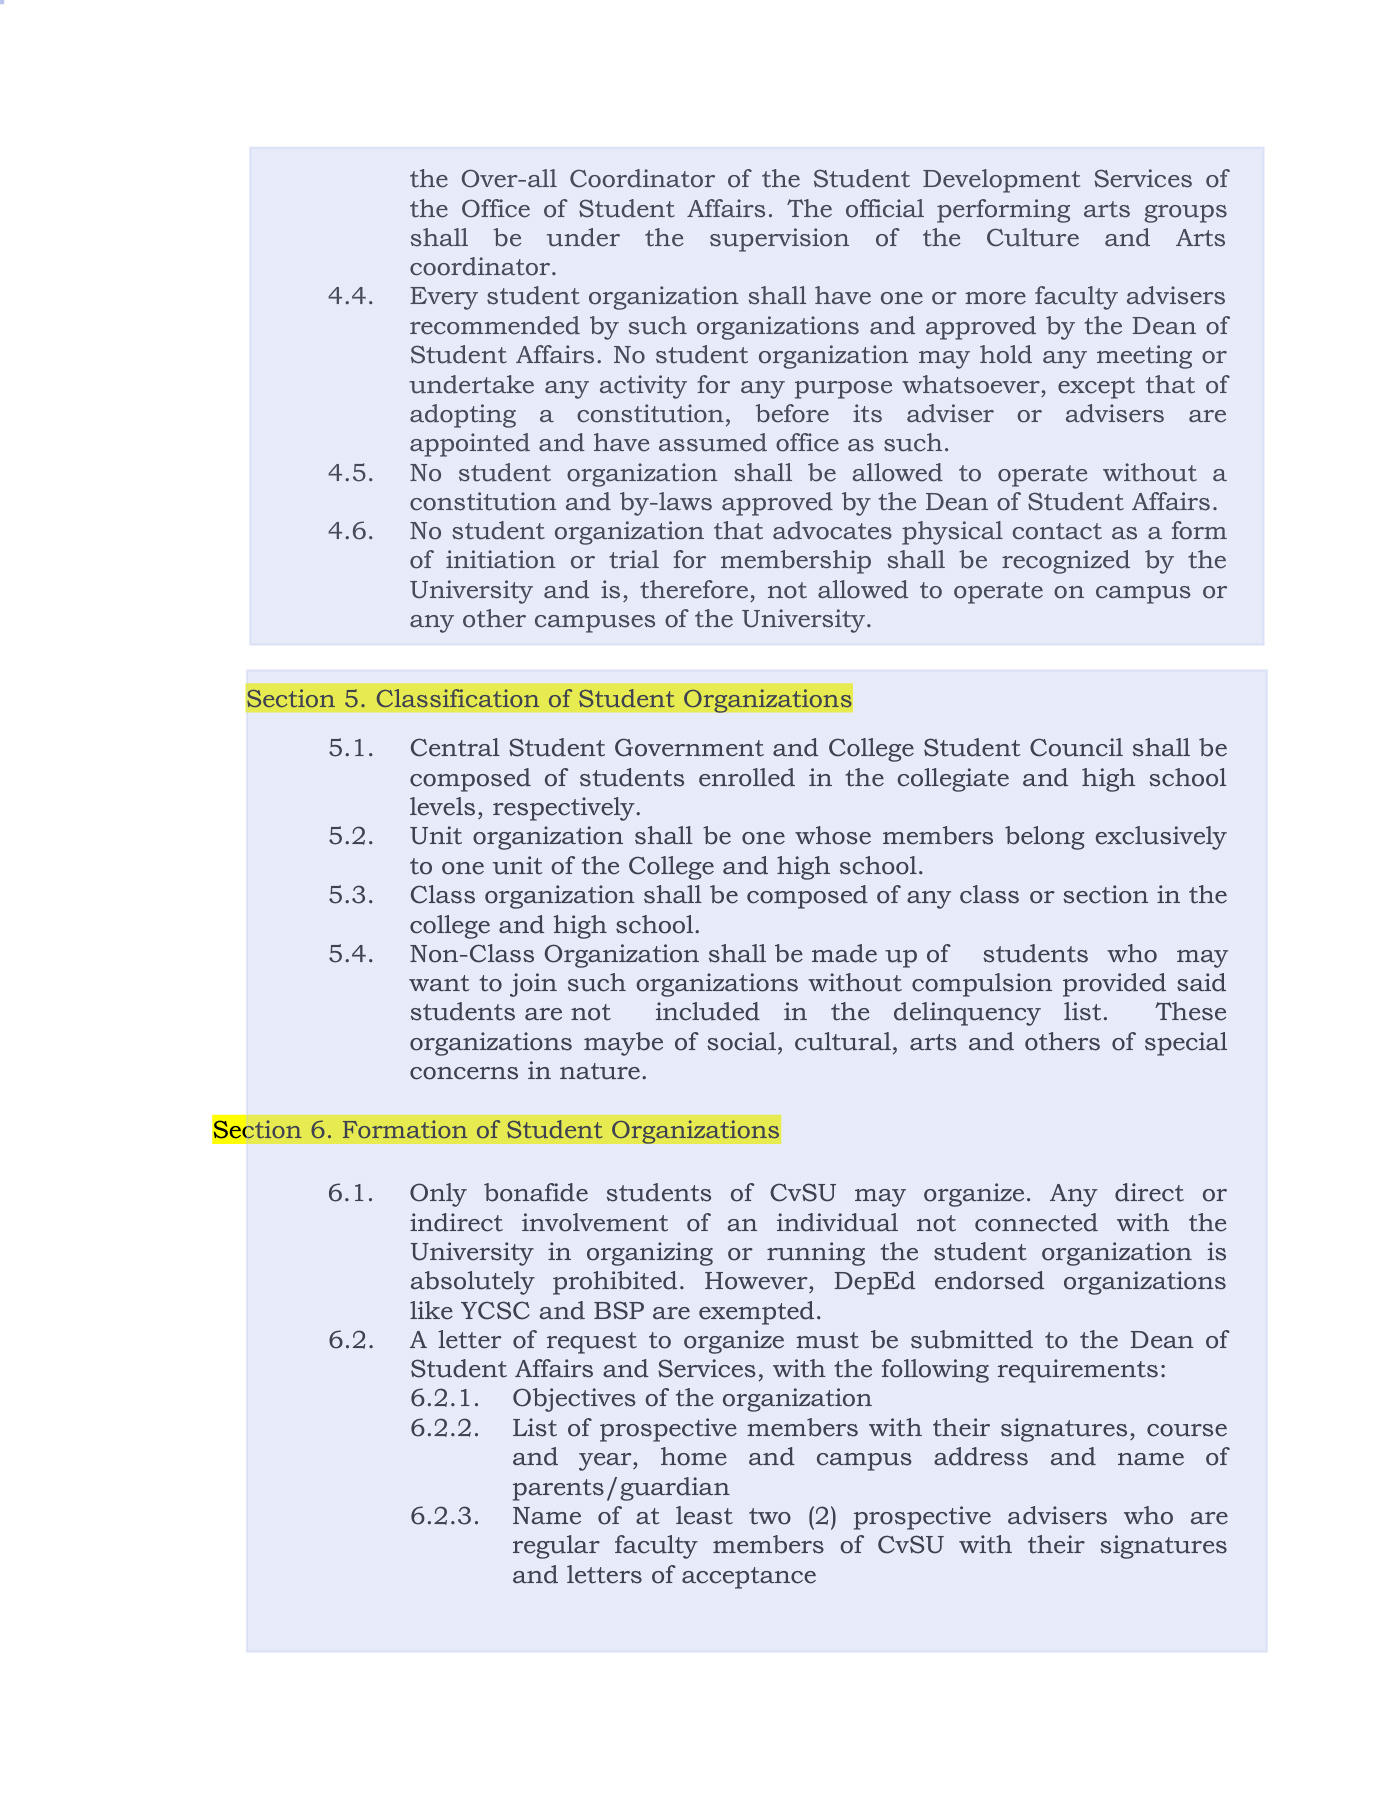 the Over-all Coordinator of the Student Development Services of
the Office of Student Affairs. The official performing arts groups
shall be under the supervision of the Culture and Arts
coordinator.
4.4. Every student organization shall have one or more faculty advisers
recommended by such organizations and approved by the Dean of
Student Affairs. No student organization may hold any meeting or
undertake any activity for any purpose whatsoever, except that of
adopting a constitution, before its adviser or advisers are
appointed and have assumed office as such.
4.5. No student organization shall be allowed to operate without a
constitution and by-laws approved by the Dean of Student Affairs.
4.6. No student organization that advocates physical contact as a form
of initiation or trial for membership shall be recognized by the
University and is, therefore, not allowed to operate on campus or
any other campuses of the University.
Section 5. Classification of Student Organizations
5.1. Central Student Government and College Student Council shall be
composed of students enrolled in the collegiate and high school
levels, respectively.
5.2. Unit organization shall be one whose members belong exclusively
to one unit of the College and high school.
5.3. Class organization shall be composed of any class or section in the
college and high school.
5.4. Non-Class Organization shall be made up of students who may
want to join such organizations without compulsion provided said
students are not included in the delinquency list. These
organizations maybe of social, cultural, arts and others of special
concerns in nature.
Section 6. Formation of Student Organizations
6.1. Only bonafide students of CvSU may organize. Any direct or
indirect involvement of an individual not connected with the
University in organizing or running the student organization is
absolutely prohibited. However, DepEd endorsed organizations
like YCSC and BSP are exempted.
6.2. A letter of request to organize must be submitted to the Dean of
Student Affairs and Services, with the following requirements:
6.2.1. Objectives of the organization
6.2.2. List of prospective members with their signatures, course
and year, home and campus address and name of
parents/guardian
6.2.3. Name of at least two (2) prospective advisers who are
regular faculty members of CvSU with their signatures
and letters of acceptance